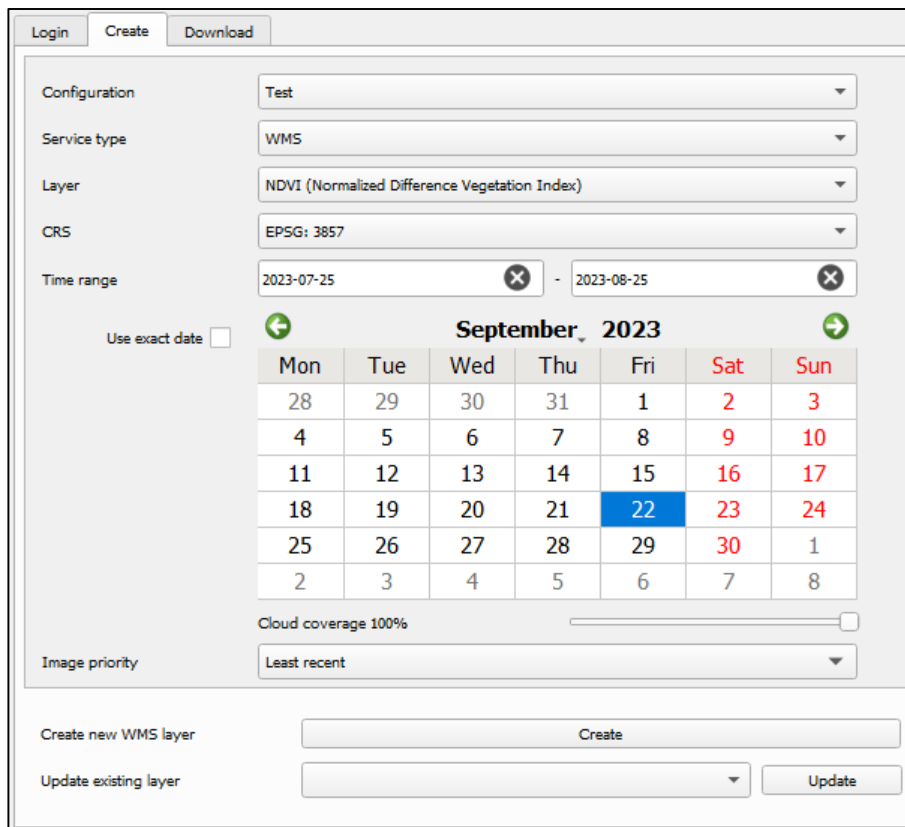 Login Create Download
Configuration Test
Service type WMS
Layer NDVI (Normalized Difference Vegetation Index)
CRS EPSG: 3857
Time range 2023-07-25 - 2023-08-25
Use exact date September 2023
Mon Tue Wed Thu Fri Sat Sun
28 29 30 31 1 2 3
4 5 6 7 8 9 10
11 12 13 14 15 16 17
18 19 20 21 22 23 24
25 26 27 28 29 30 1
2 3 4 5 6 7 8
Cloud coverage 100%
Image priority Least recent
Create new WMS layer Create
Update existing layer Update